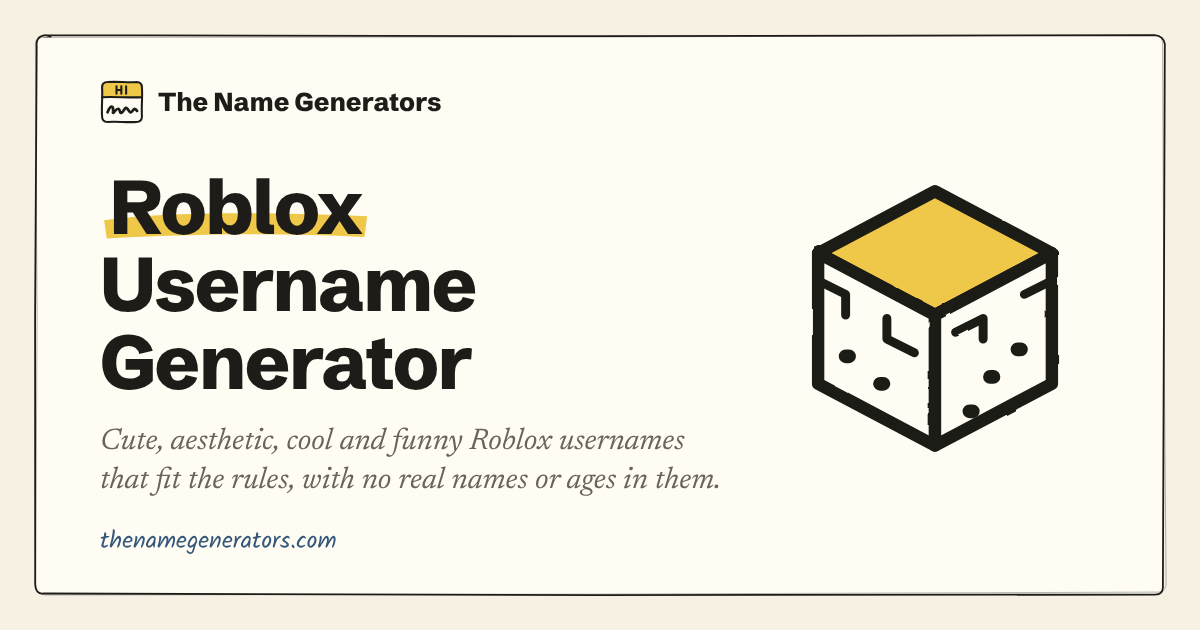 HI
The Name Generators
Roblox
Username
Generator
Cute, aesthetic, cool and funny Roblox usernames
that fit the rules, with no real names or ages in them.
thenamegenerators.com